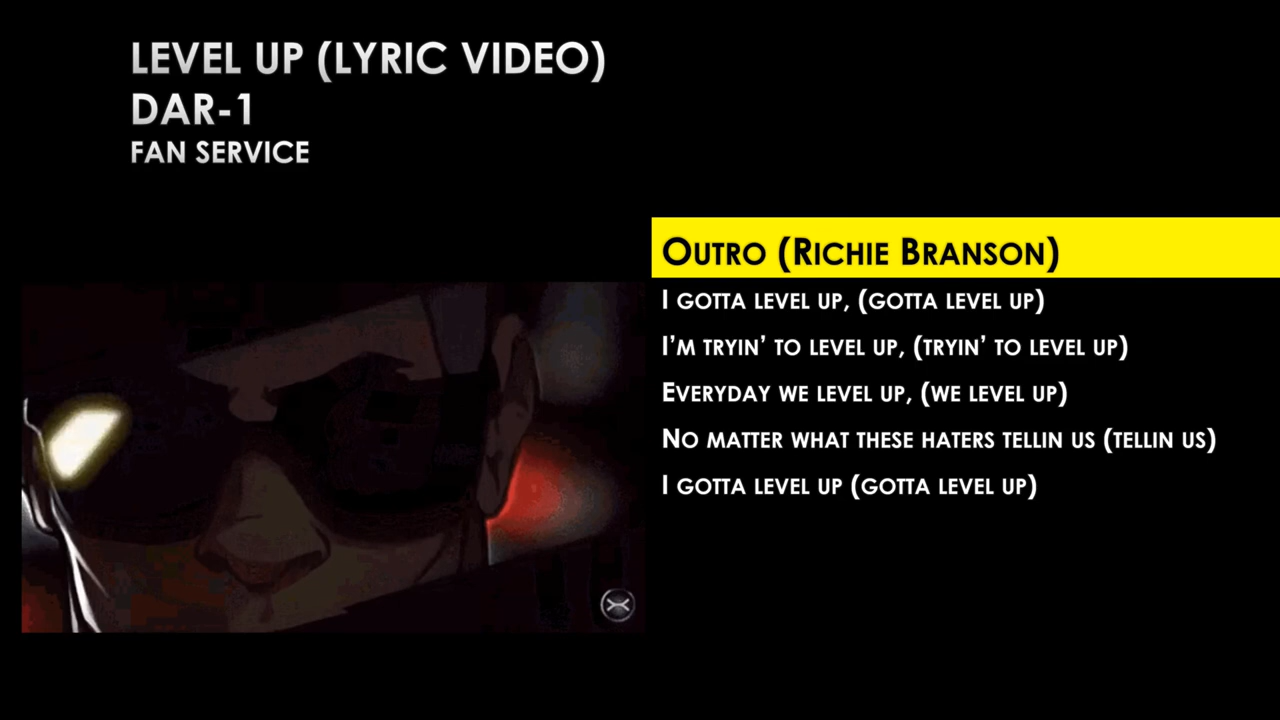 LEVEL UP (LYRIC VIDEO)
DAR-1
FAN SERVICE
OUTRO (RICHIE BRANSON)
I GOTTA LEVEL UP, (GOTTA LEVEL UP)
I'M TRYIN' TO LEVEL UP, (TRYIN' TO LEVEL UP)
EVERYDAY WE LEVEL UP, (WE LEVEL UP)
NO MATTER WHAT THESE HATERS TELLIN US (TELLIN US)
I GOTTA LEVEL UP (GOTTA LEVEL UP)